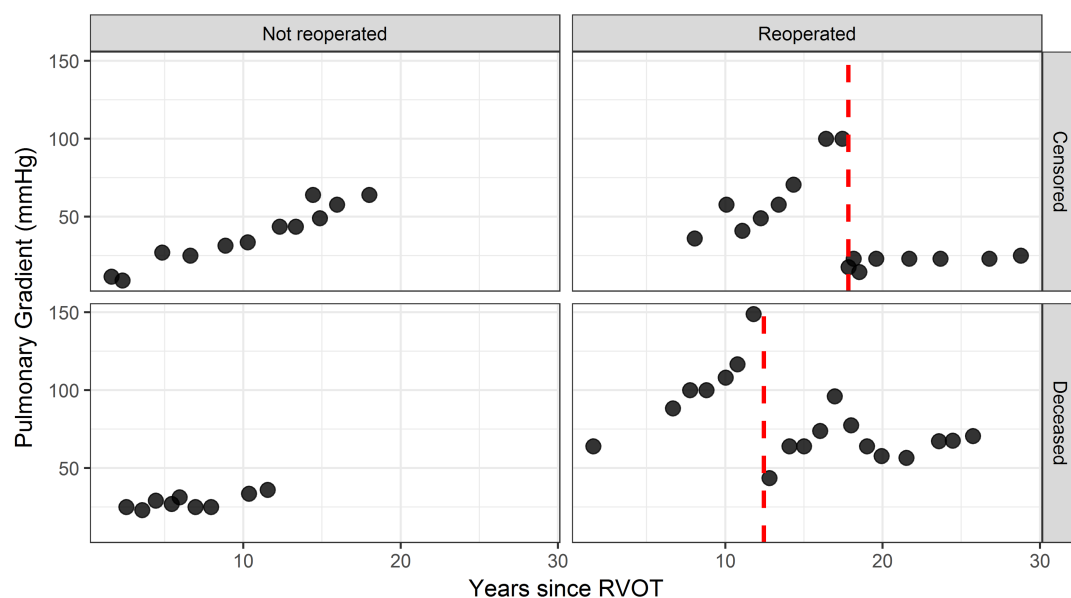 Not reoperated
Reoperated
Pulmonary Gradient (mmHg)
150
100
50
Censored
150
100
50
Deceased
10
20
30
10
20
30
Years since RVOT